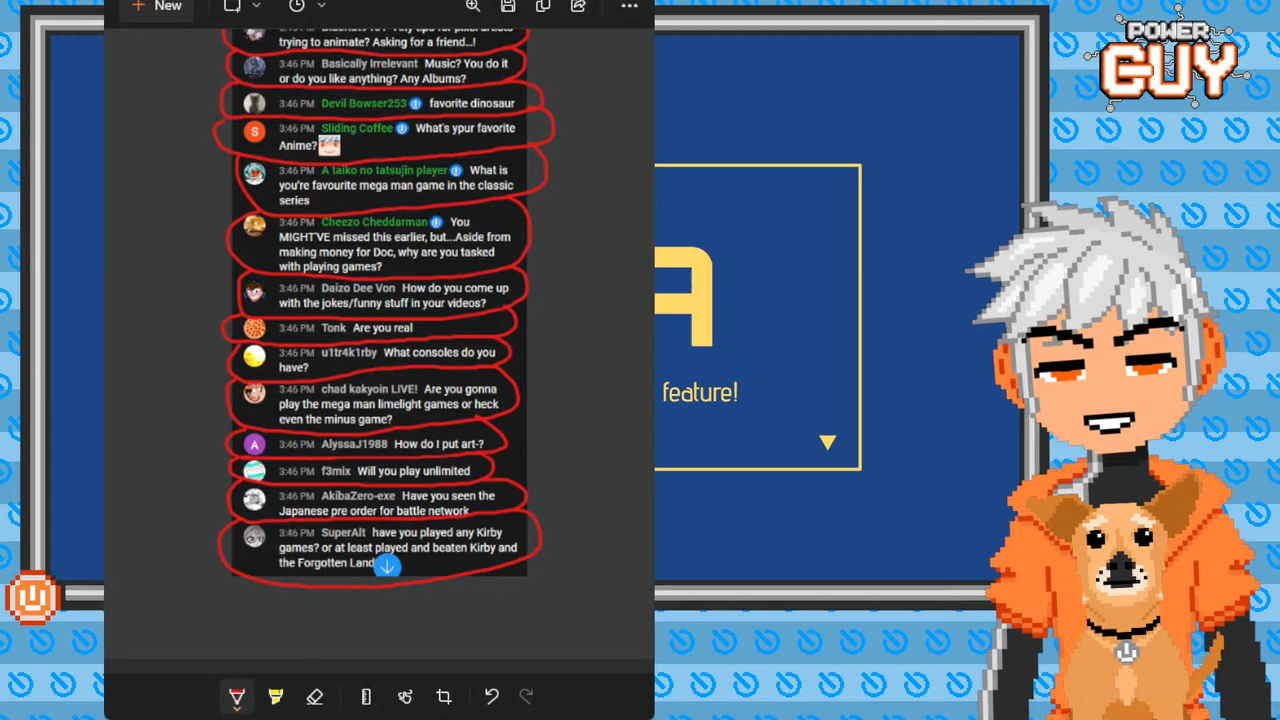 New
POWER
GUY
Any tips for pixel artists
trying to animate? Asking for a friend...!
3:46 PM Basically Irrelevant Music? You do it
or do you like anything? Any Albums?
3:46 PM Devil Bowser253 favorite dinosaur
S
3:46 PM Sliding Coffee What's ypur favorite
Anime?
3:46 PM A taiko no tatsujin player What is
you're favourite mega man game in the classic
series
3:46 PM Cheezo Cheddarman You
MIGHT'VE missed this earlier, but...Aside from
making money for Doc, why are you tasked
with playing games?
3:46 PM Daizo Dee Von How do you come up
with the jokes/funny stuff in your videos?
3:46 PM Tonk Are you real
3:46 PM u1tr4k1rby What consoles do you
have?
3:46 PM chad kakyoin LIVE! Are you gonna
play the mega man limelight games or heck
even the minus game?
A
3:46 PM AlyssaJ1988 How do I put art-?
3:46 PM f3mix Will you play unlimited
3:46 PM AkibaZero-exe Have you seen the
Japanese pre order for battle network
3:46 PM SuperAlt have you played any Kirby
games? or at least played and beaten Kirby and
the Forgotten Land
A
feature!